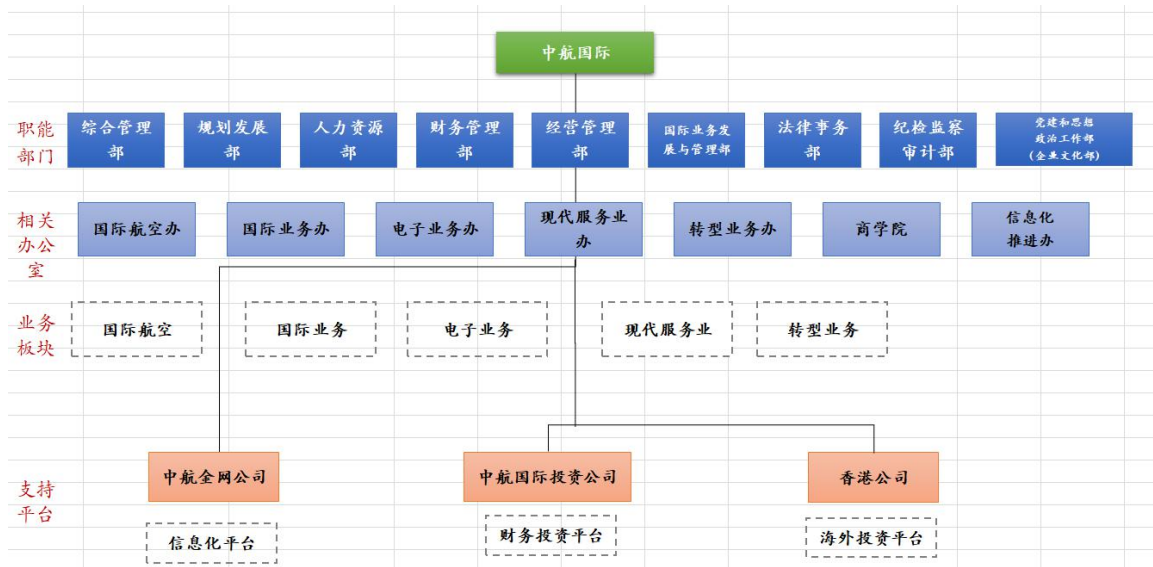 中航国际
职能
部门
综合管理
部
规划发展
部
人力资源
部
财务管理
部
经营管理
部
国际业务发
展与管理部
法律事务
部
纪检监察
审计部
党建和思想
政治工作部
(企业文化部)
相关
办公
室
国际航空办
国际业务办
电子业务办
现代服务业
办
转型业务办
商学院
信息化
推进办
业务
板块
国际航空
国际业务
电子业务
现代服务业
转型业务
支持
平台
中航金网公司
中航国际投资公司
香港公司
信息化平台
财务投资平台
海外投资平台